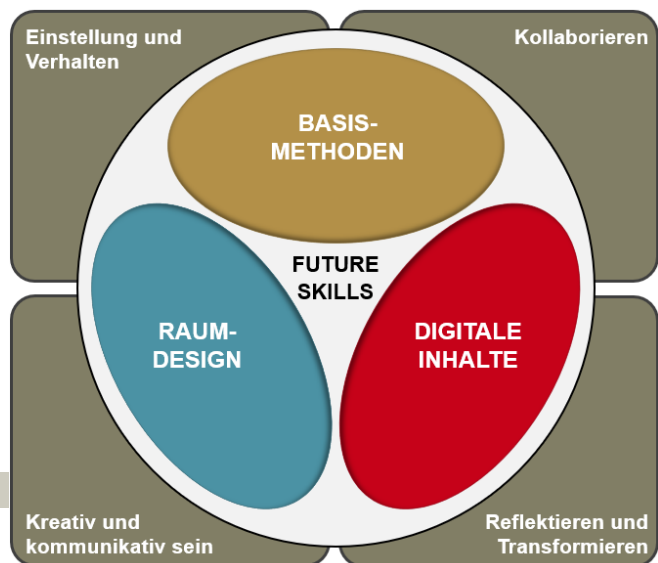 Einstellung und
Verhalten
Kollaborieren
BASIS-
METHODEN
FUTURE
SKILLS
RAUM-
DESIGN
DIGITALE
INHALTE
Kreativ und
kommunikativ sein
Reflektieren und
Transformieren